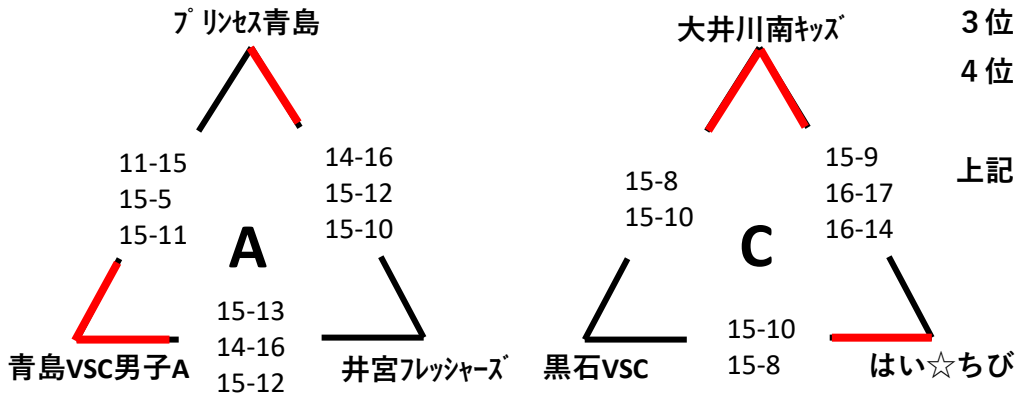 ﾌﾟﾘﾝｾｽ青島
11-15
15-5
15-11
14-16
15-12
15-10
A
15-13
14-16
15-12
青島VSC男子A
井宮ﾌﾚｯｼｬｰｽﾞ
大井川南ｷｯｽﾞ
15-8
15-10
15-9
16-17
16-14
C
15-10
15-8
黒石VSC
はい☆ちび
３位
４位
上記